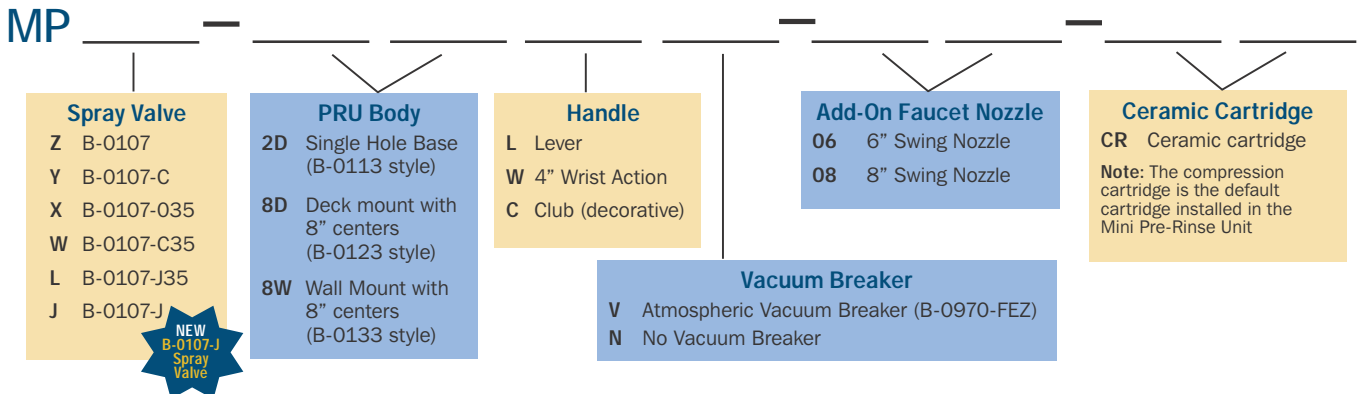 MP
Spray Valve
Z B-0107
Y B-0107-C
X B-0107-035
W B-0107-C35
L B-0107-J35
J B-0107-J
NEW
B-0107-J
Spray
Valve
PRU Body
2D Single Hole Base
(B-0113 style)
8D Deck mount with
8” centers
(B-0123 style)
8W Wall Mount with
8” centers
(B-0133 style)
Handle
L Lever
W 4” Wrist Action
C Club (decorative)
Vacuum Breaker
V Atmospheric Vacuum Breaker (B-0970-FEZ)
N No Vacuum Breaker
Add-On Faucet Nozzle
06 6” Swing Nozzle
08 8” Swing Nozzle
Ceramic Cartridge
CR Ceramic cartridge
Note: The compression
cartridge is the default
cartridge installed in the
Mini Pre-Rinse Unit